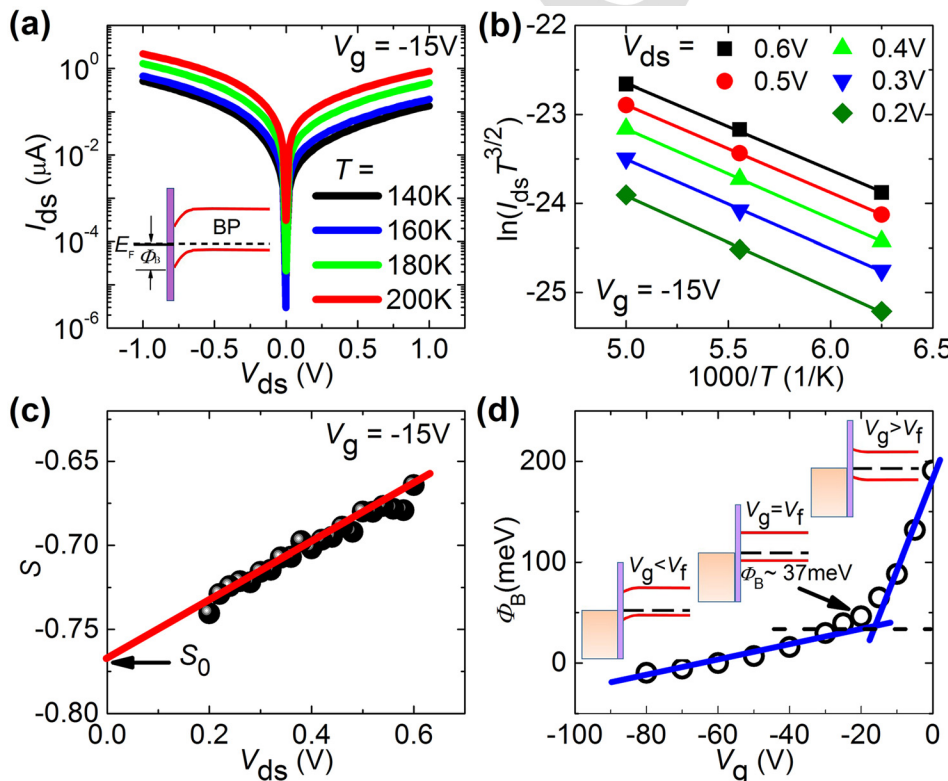 (a)
V_g = -15V
10^0
10^-2
10^-4
10^-6
I_ds (μA)
T =
140K
160K
180K
200K
BP
E_F
Φ_B
-1.0 -0.5 0.0 0.5 1.0
V_ds (V)
(b)
V_ds =
0.6V
0.5V
0.4V
0.3V
0.2V
-22
-23
-24
-25
ln(I_ds T^3/2)
V_g = -15V
5.0 5.5 6.0 6.5
1000/T (1/K)
(c)
V_g = -15V
-0.65
-0.70
-0.75
-0.80
S
S_0
0.0 0.2 0.4 0.6
V_ds (V)
(d)
200
100
0
Φ_B (meV)
V_g>V_f
V_g=V_f
V_g<V_f
Φ_B~ 37meV
-100 -80 -60 -40 -20 0
V_g (V)